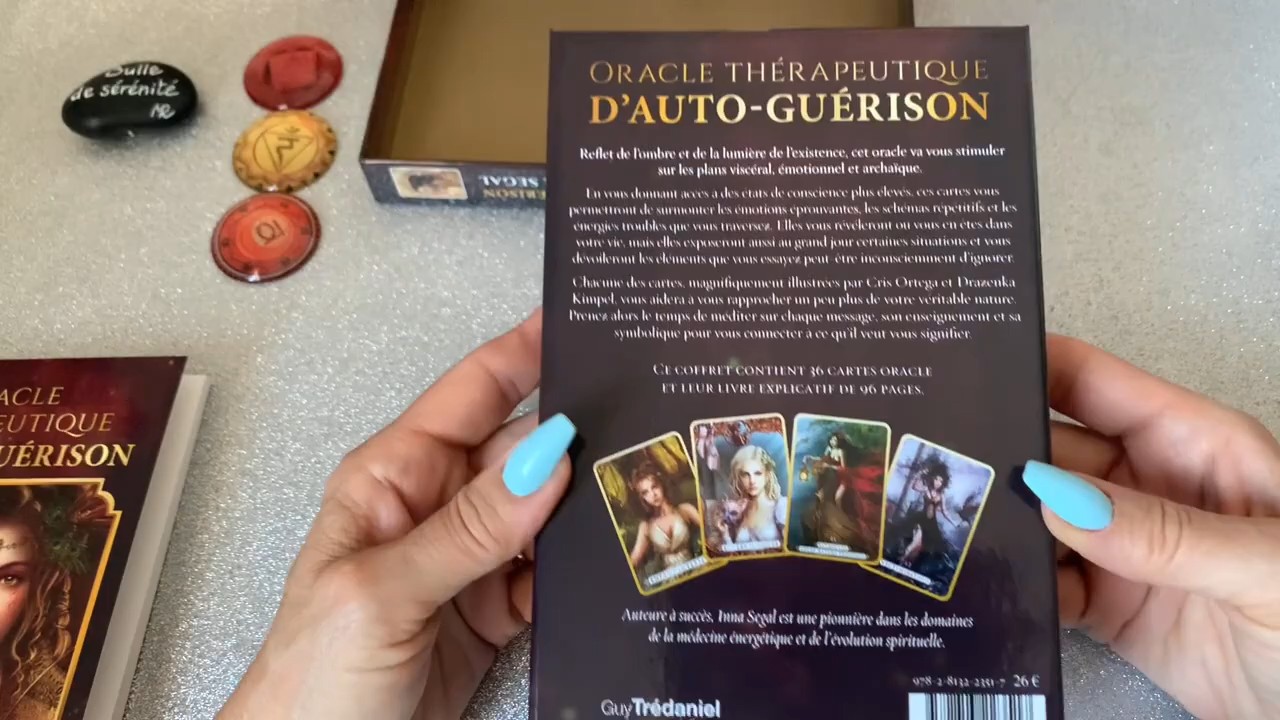 Bulle
de sérénité
ORACLE THÉRAPEUTIQUE
D'AUTO-GUÉRISON
Reflet de l'ombre et de la lumière de l'existence, cet oracle va vous stimuler
sur les plans viscéral, émotionnel et archaïque.
En vous donnant accès à des états de conscience plus élevés, ces cartes vous
permettront de surmonter les émotions éprouvantes, les schémas répétitifs et les
énergies troubles que vous traversez. Elles vous révéleront où vous en êtes dans
votre vie, mais elles exposeront aussi au grand jour certaines situations et vous
dévoileront les éléments que vous essayez peut-être inconsciemment d'ignorer.
Chacune des cartes, magnifiquement illustrées par Cris Ortega et Drazenka
Kimpel, vous aidera à vous rapprocher un peu plus de votre véritable nature.
Prenez alors le temps de méditer sur chaque message, son enseignement et sa
symbolique pour vous connecter à ce qu'il veut vous signifier.
CE COFFRET CONTIENT 36 CARTES ORACLE
ET LEUR LIVRE EXPLICATIF DE 96 PAGES.
Auteure à succès, Inna Segal est une pionnière dans les domaines
de la médecine énergétique et de l'évolution spirituelle.
978-2-8132-2351-7 26 €
Guy Trédaniel
ÉRISON
SEGAL
ACLE
PEUTIQUE
UÉRISON